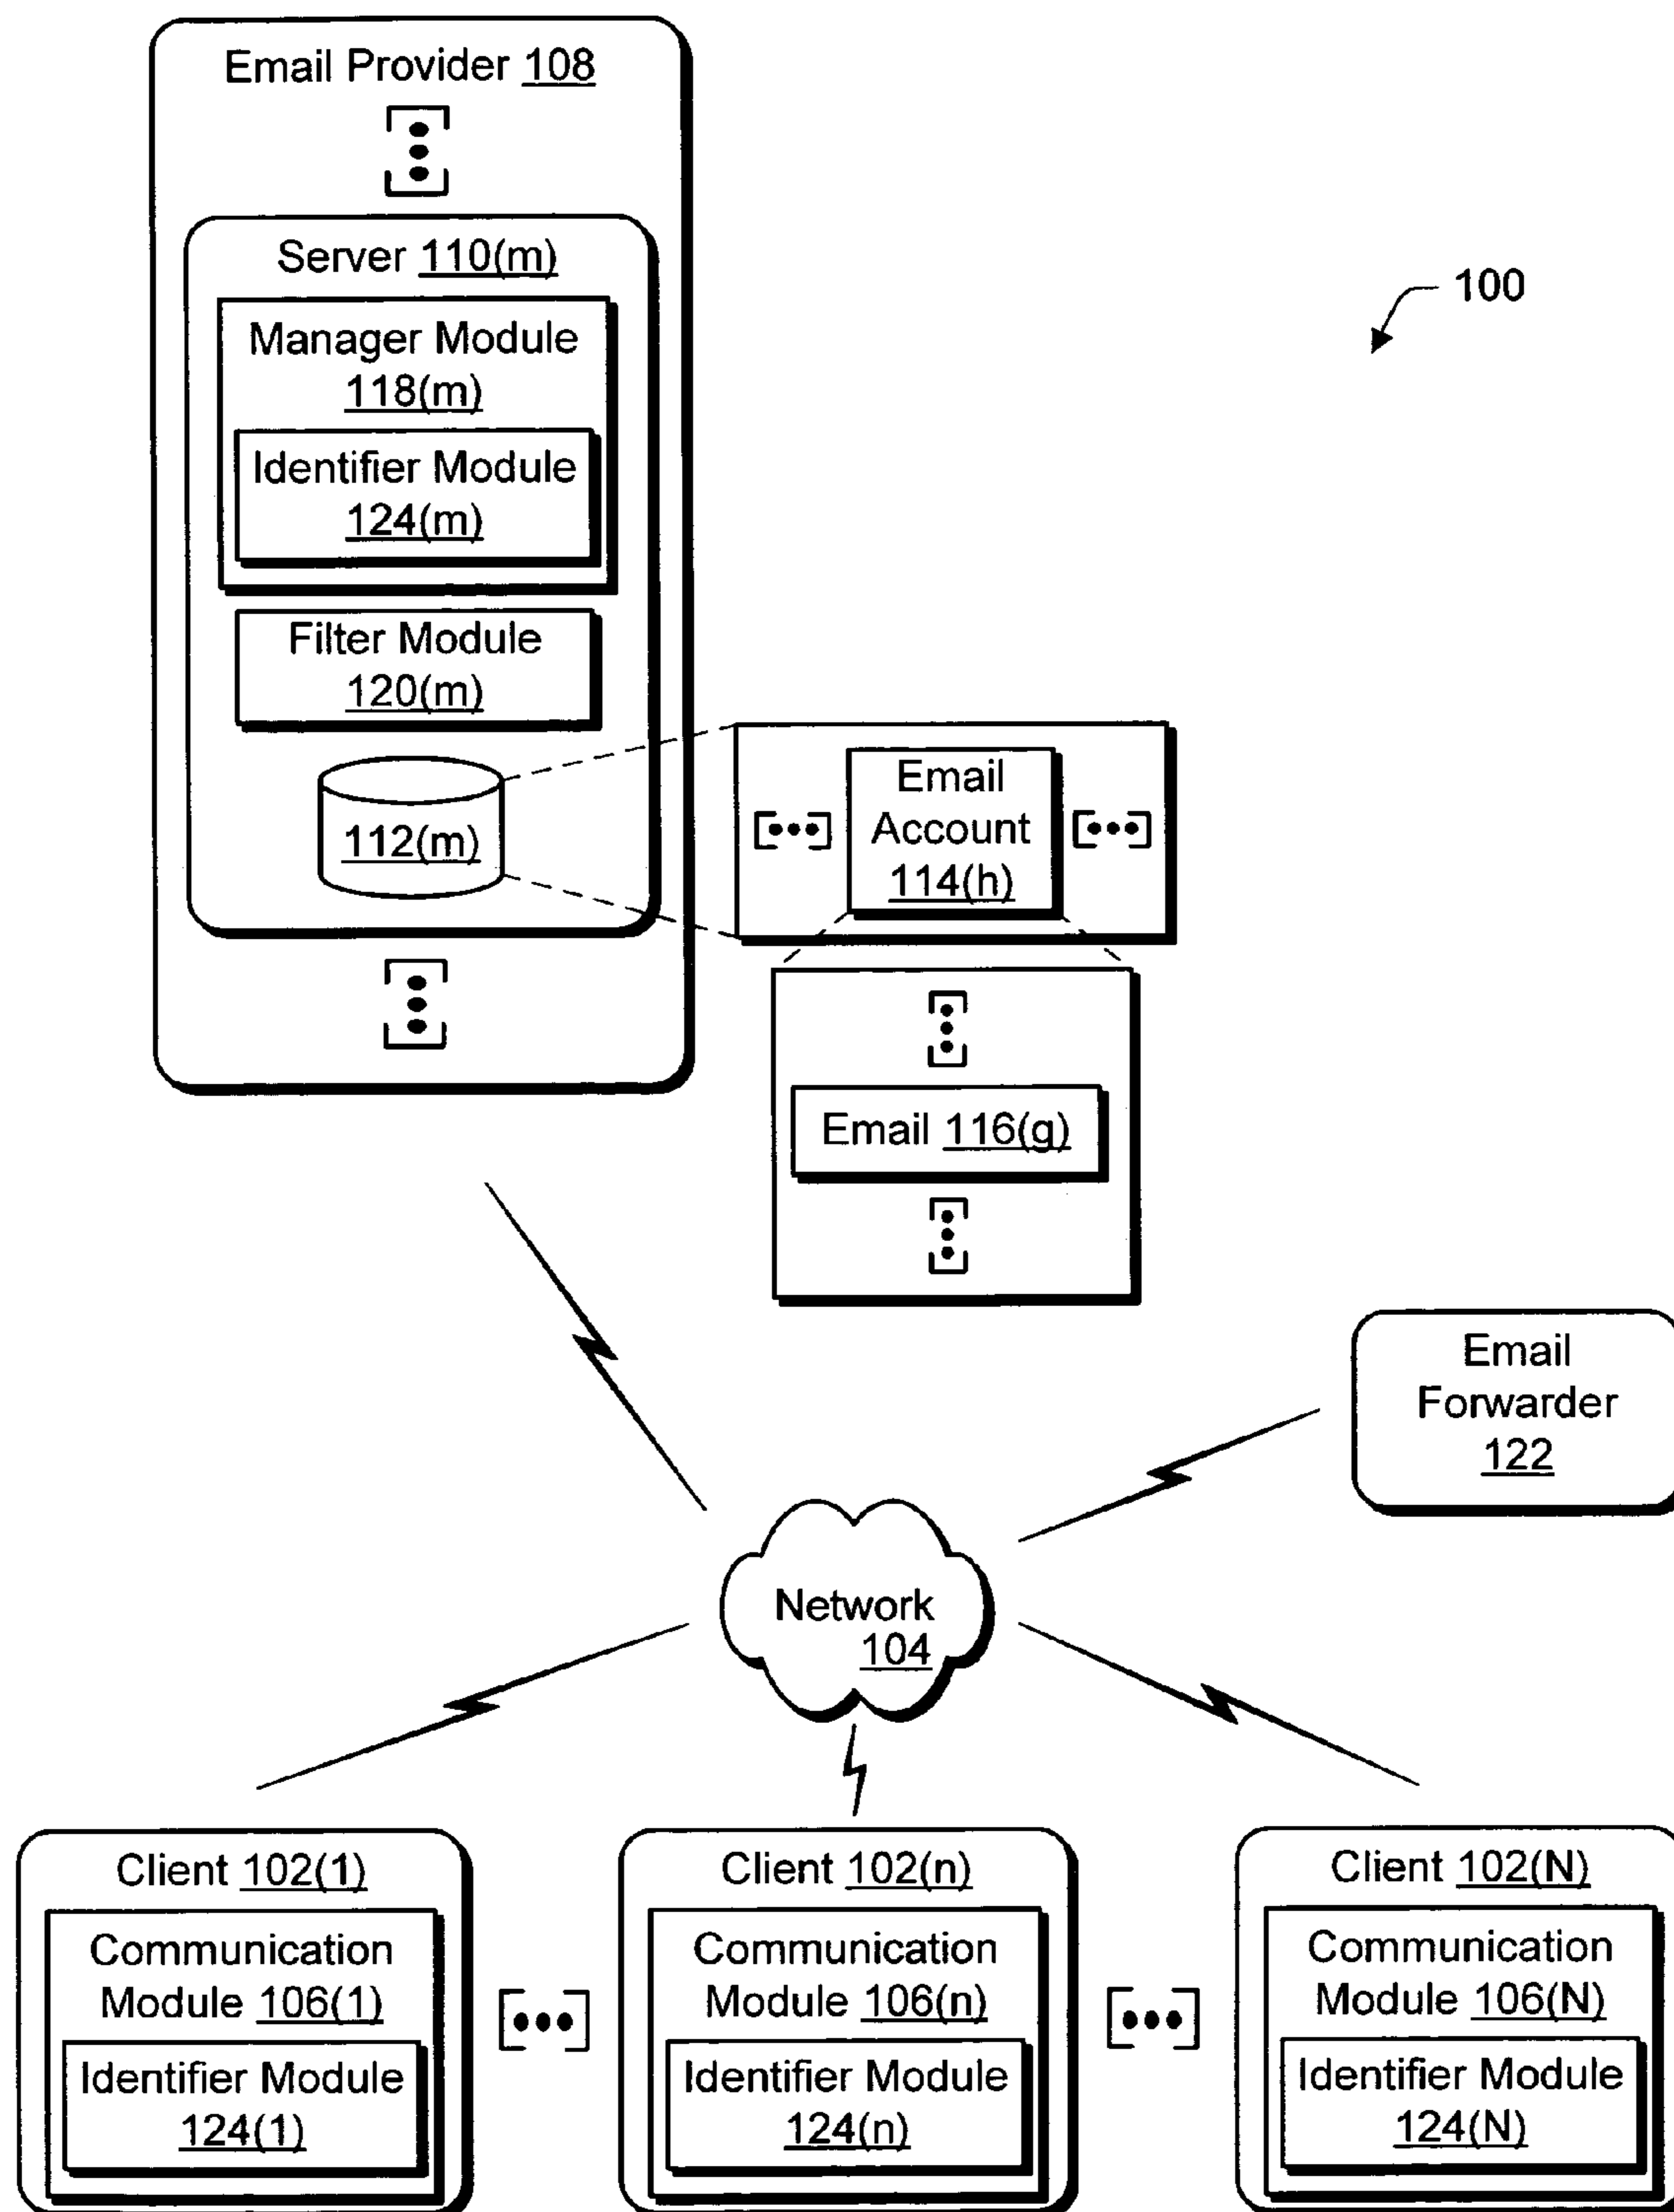 Email Provider 108
Server 110(m)
Manager Module
118(m)
Identifier Module
124(m)
Filter Module
120(m)
112(m)
100
Email
Account
114(h)
Email 116(g)
Email
Forwarder
122
Network
104
Client 102(1)
Communication
Module 106(1)
Identifier Module
124(1)
Client 102(n)
Communication
Module 106(n)
Identifier Module
124(n)
Client 102(N)
Communication
Module 106(N)
Identifier Module
124(N)